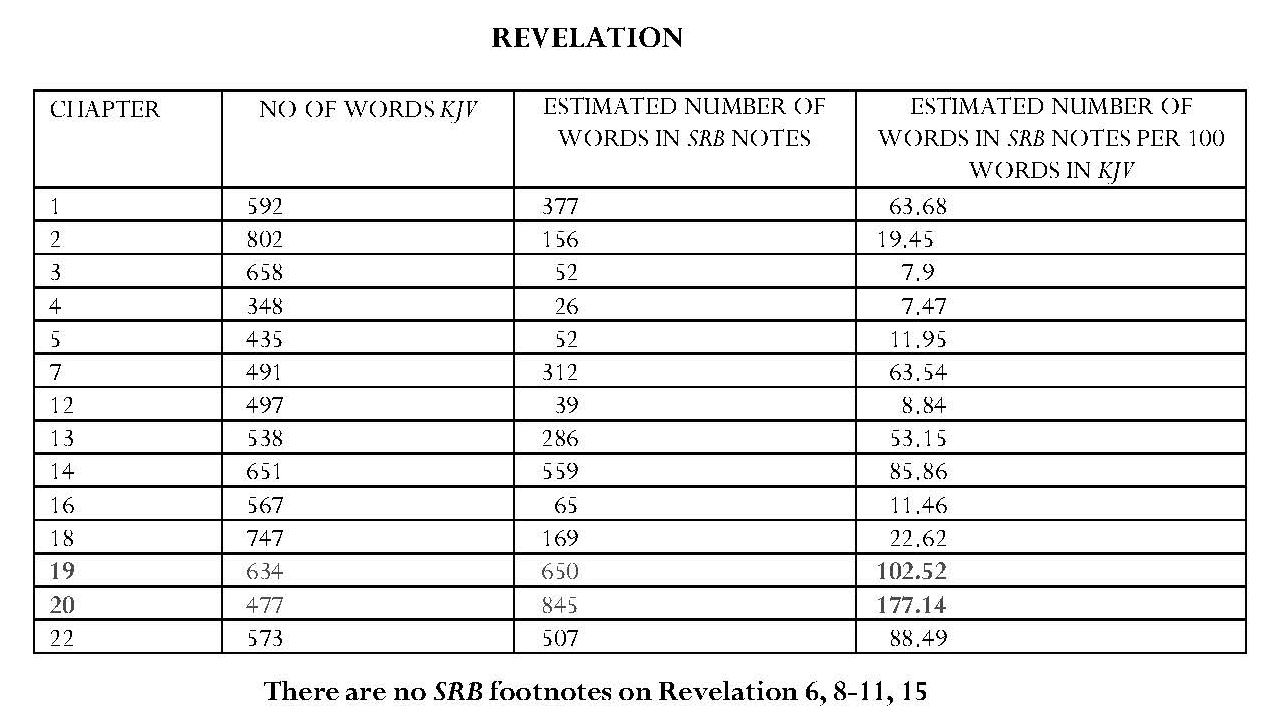 REVELATION
CHAPTER NO OF WORDS KJV ESTIMATED NUMBER OF WORDS IN SRB NOTES ESTIMATED NUMBER OF WORDS IN SRB NOTES PER 100 WORDS IN KJV
1 592 377 63.68
2 802 156 19.45
3 658 52 7.9
4 348 26 7.47
5 435 52 11.95
7 491 312 63.54
12 497 39 8.84
13 538 286 53.15
14 651 559 85.86
16 567 65 11.46
18 747 169 22.62
19 634 650 102.52
20 477 845 177.14
22 573 507 88.49
There are no SRB footnotes on Revelation 6, 8-11, 15